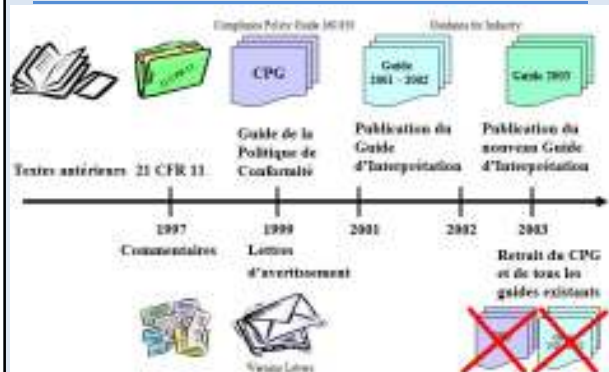 Compliance Policy Guide
Guidance for Industry
CPG
Guide
2001 - 2002
Guide 2003
Guide de la
Politique de
Conformité
Publication du
Guide
d'Interprétation
Publication du
nouveau Guide
d'Interprétation
Textes antérieurs
21 CFR 11
1997
1999
2001
2002
2003
Commentaires
Lettres
d'avertissement
Retrait du CPG
et de tous les
guides existants